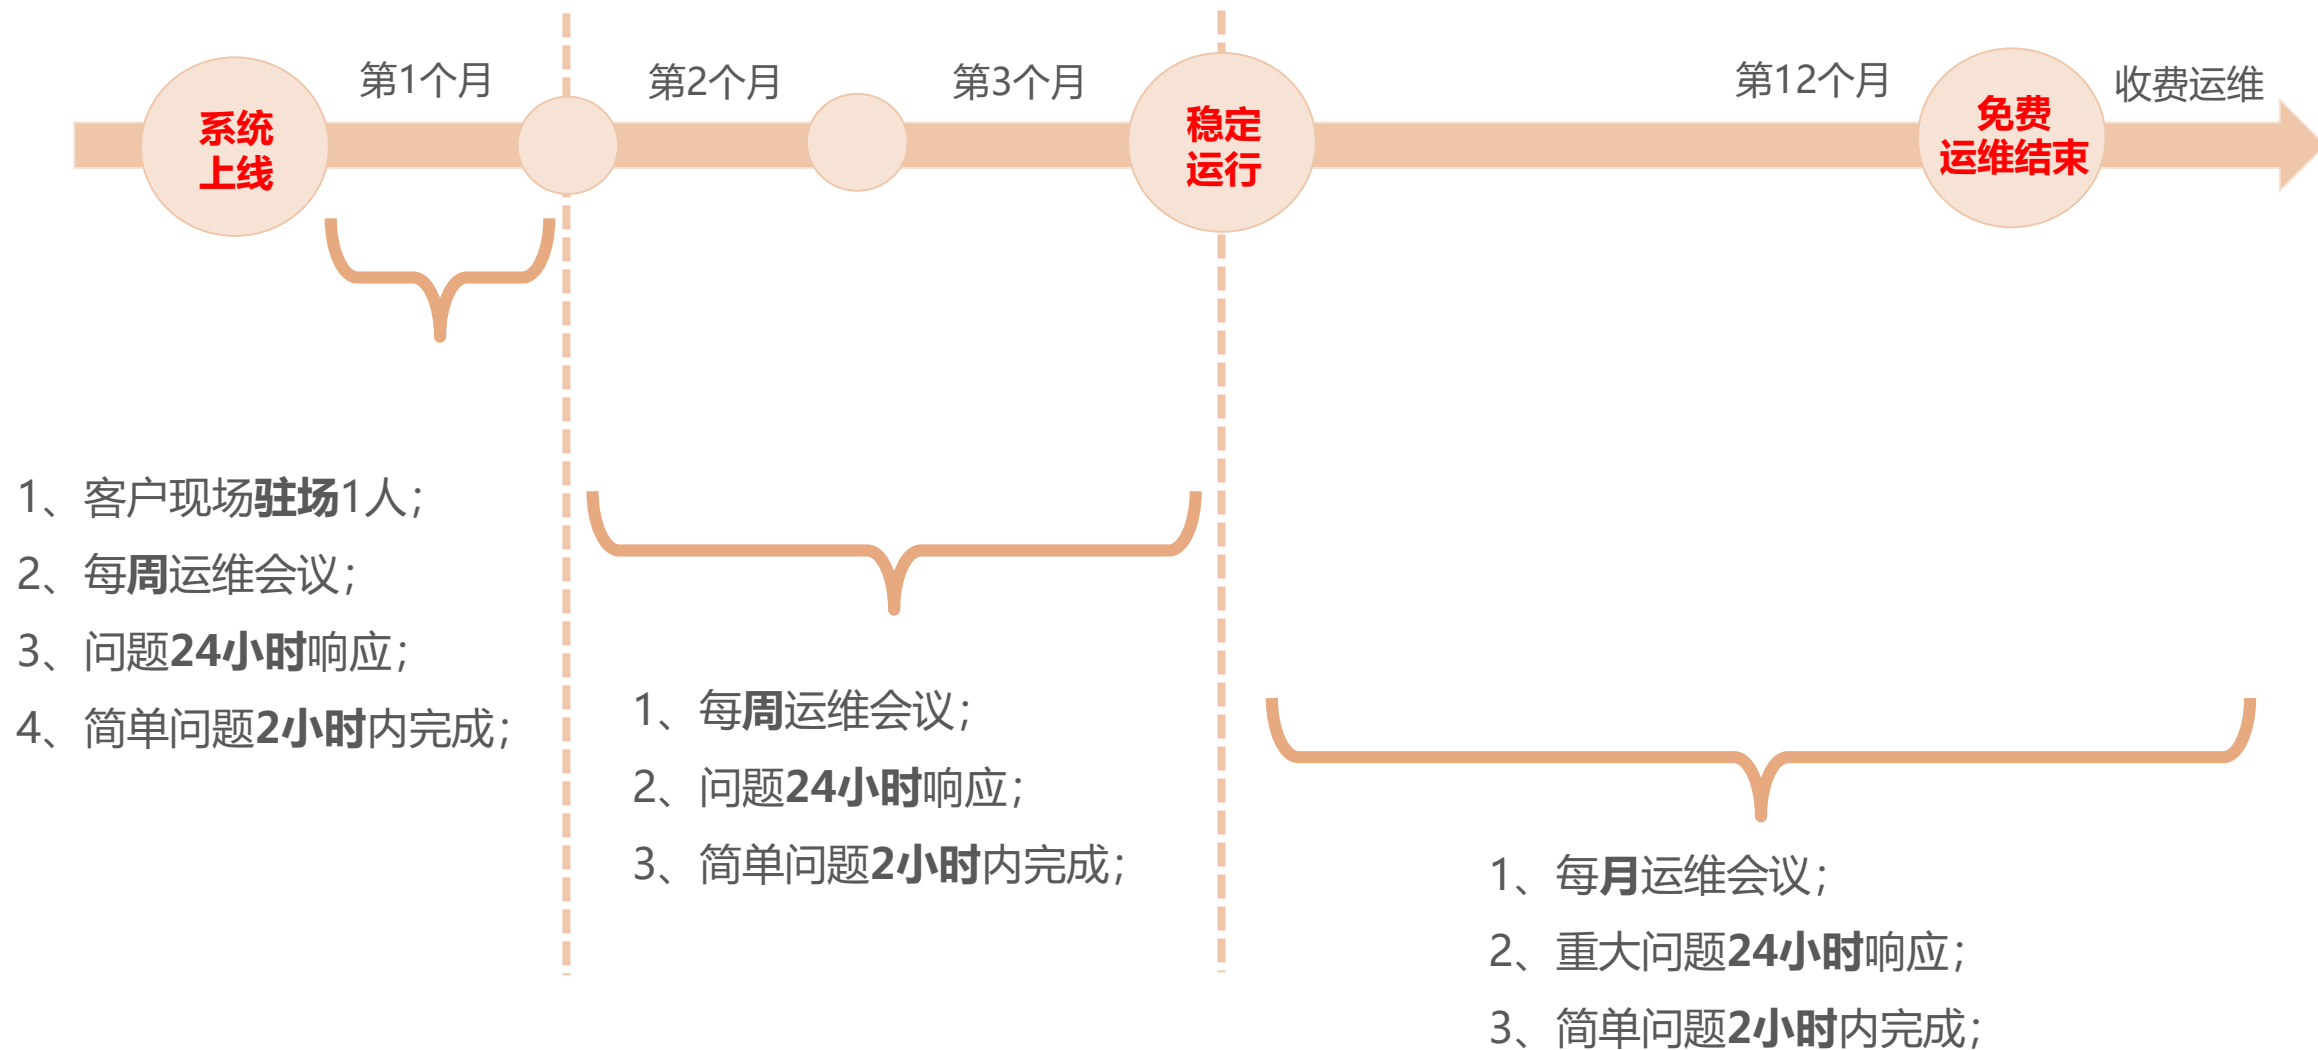 第1个月
第2个月
第3个月
第12个月
收费运维
系统
上线
稳定
运行
免费
运维结束
1、客户现场驻场1人；
2、每周运维会议；
3、问题24小时响应；
4、简单问题2小时内完成；
1、每周运维会议；
2、问题24小时响应；
3、简单问题2小时内完成；
1、每月运维会议；
2、重大问题24小时响应；
3、简单问题2小时内完成；